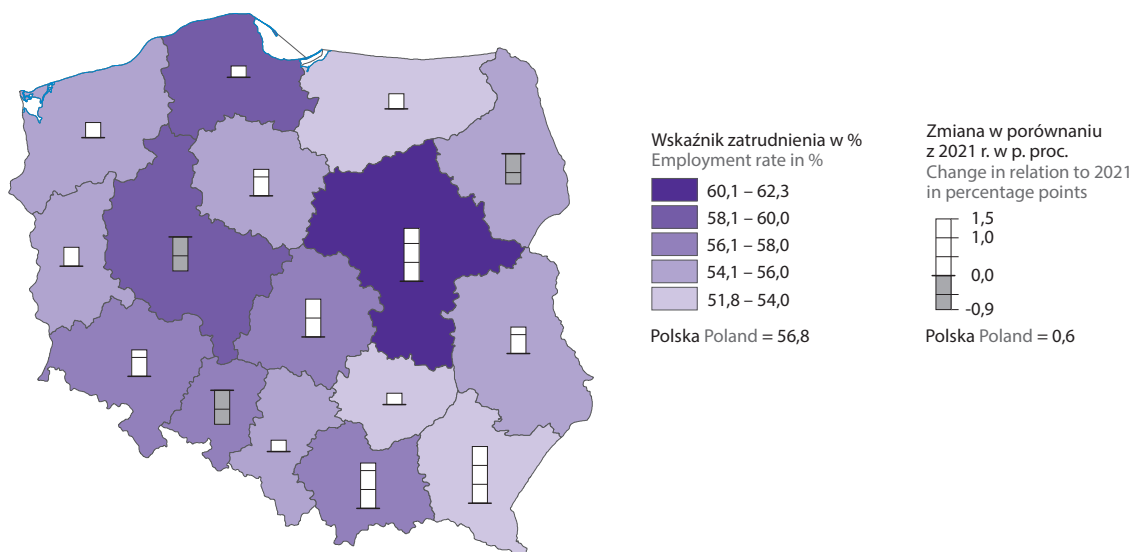 Wskaźnik zatrudnienia w %
Employment rate in %
60,1 – 62,3
58,1 – 60,0
56,1 – 58,0
54,1 – 56,0
51,8 – 54,0
Polska Poland = 56,8
Zmiana w porównaniu
z 2021 r. w p. proc.
Change in relation to 2021
in percentage points
1,5
1,0
0,0
-0,9
Polska Poland = 0,6